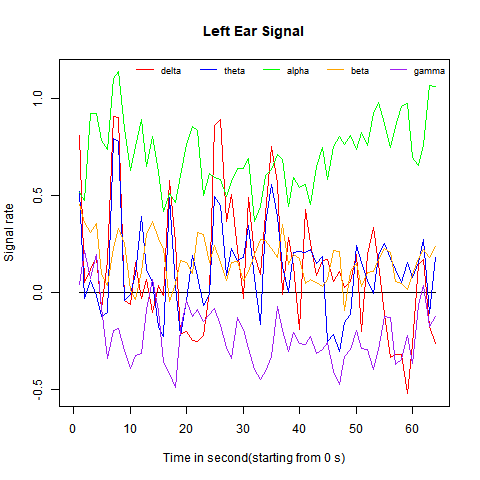 Left Ear Signal
delta theta alpha beta gamma
Signal rate
1.0
0.5
0.0
-0.5
0 10 20 30 40 50 60
Time in second(starting from 0 s)